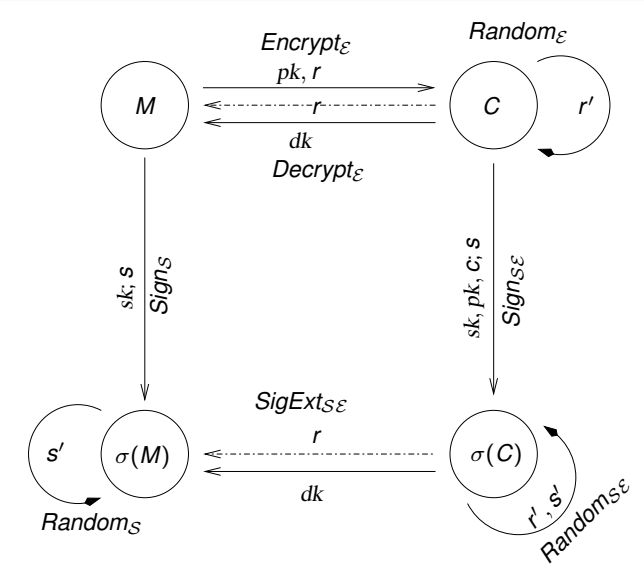 Encrypt_ℰ
Random_ℰ
pk, r
M
r
C
r′
dk
Decrypt_ℰ
sk; s
Sign_𝒮
sk, pk, c; s
Sign_𝒮ℰ
SigExt_𝒮ℰ
r
s′
σ(M)
σ(C)
dk
r′, s′
Random_𝒮
Random_𝒮ℰ